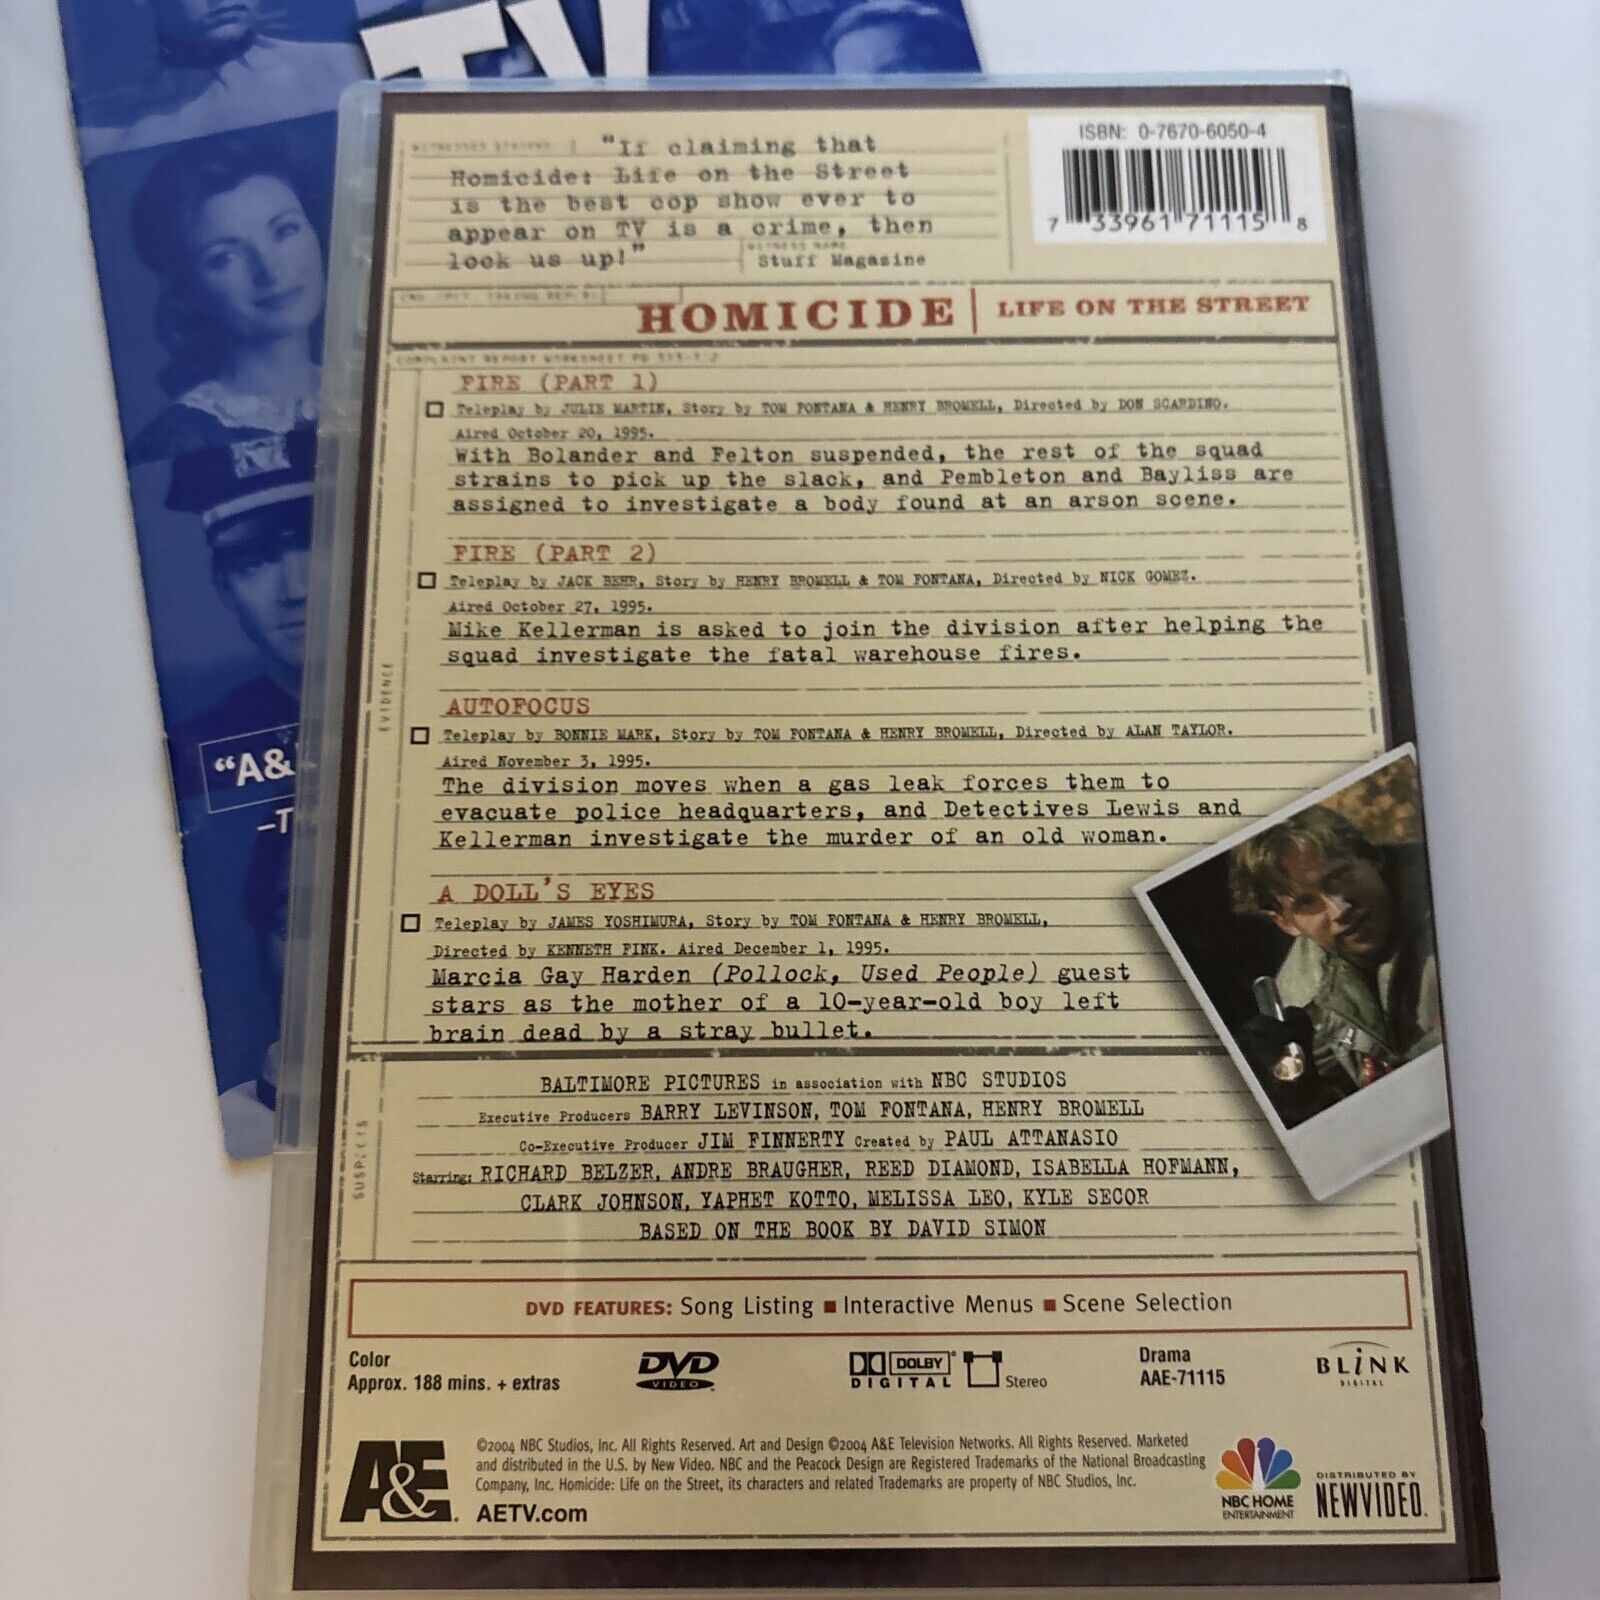 TV
"A&
–T
ISBN: 0-7670-6050-4
7 33961 71115 8
"If claiming that
Homicide: Life on the Street
is the best cop show ever to
appear on TV is a crime, then
look us up!"
WITNESS NAME
Stuff Magazine
HOMICIDE | LIFE ON THE STREET
COMPLAINT REPORT WORKSHEET PD
FIRE (PART 1)
Teleplay by JULIE MARTIN, Story by TOM FONTANA & HENRY BROMELL, Directed by DON SCARDINO.
Aired October 20, 1995.
With Bolander and Felton suspended, the rest of the squad
strains to pick up the slack, and Pembleton and Bayliss are
assigned to investigate a body found at an arson scene.
FIRE (PART 2)
Teleplay by JACK BEHR, Story by HENRY BROMELL & TOM FONTANA, Directed by NICK GOMEZ.
Aired October 27, 1995.
Mike Kellerman is asked to join the division after helping the
squad investigate the fatal warehouse fires.
EVIDENCE
AUTOFOCUS
Teleplay by BONNIE MARK, Story by TOM FONTANA & HENRY BROMELL, Directed by ALAN TAYLOR.
Aired November 3, 1995.
The division moves when a gas leak forces them to
evacuate police headquarters, and Detectives Lewis and
Kellerman investigate the murder of an old woman.
A DOLL'S EYES
Teleplay by JAMES YOSHIMURA, Story by TOM FONTANA & HENRY BROMELL,
Directed by KENNETH FINK. Aired December 1, 1995.
Marcia Gay Harden (Pollock, Used People) guest
stars as the mother of a 10-year-old boy left
brain dead by a stray bullet.
SUSPECTS
BALTIMORE PICTURES in association with NBC STUDIOS
Executive Producers BARRY LEVINSON, TOM FONTANA, HENRY BROMELL
Co-Executive Producer JIM FINNERTY Created by PAUL ATTANASIO
Starring: RICHARD BELZER, ANDRE BRAUGHER, REED DIAMOND, ISABELLA HOFMANN,
CLARK JOHNSON, YAPHET KOTTO, MELISSA LEO, KYLE SECOR
BASED ON THE BOOK BY DAVID SIMON
DVD FEATURES: Song Listing ■ Interactive Menus ■ Scene Selection
Color
Approx. 188 mins. + extras
DVD
VIDEO
DOLBY
DIGITAL
Stereo
Drama
AAE-71115
BLiNK
DIGITAL
A&E
©2004 NBC Studios, Inc. All Rights Reserved. Art and Design ©2004 A&E Television Networks. All Rights Reserved. Marketed
and distributed in the U.S. by New Video. NBC and the Peacock Design are Registered Trademarks of the National Broadcasting
Company, Inc. Homicide: Life on the Street, its characters and related Trademarks are property of NBC Studios, Inc.
AETV.com
NBC HOME
ENTERTAINMENT
DISTRIBUTED BY
NEWVIDEO.